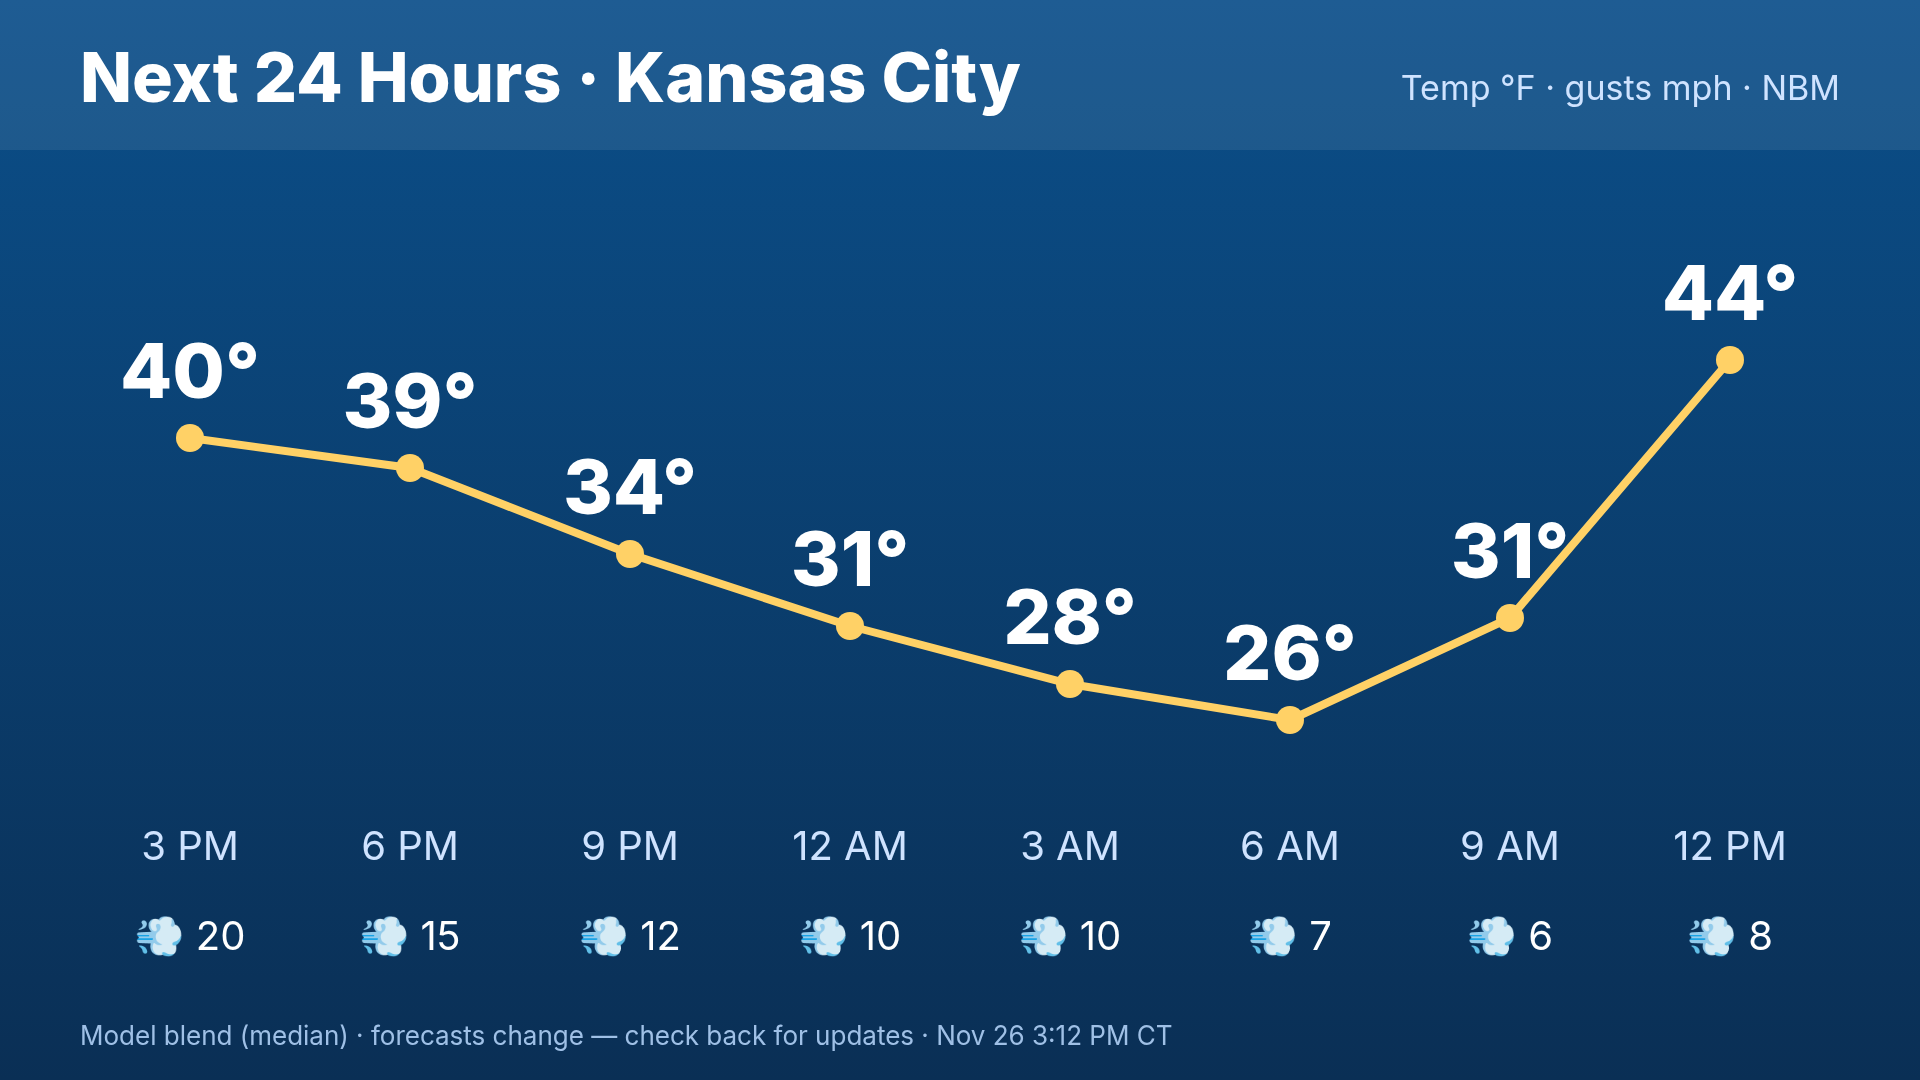 Next 24 Hours · Kansas City
Temp °F · gusts mph · NBM
40° 39° 34° 31° 28° 26° 31° 44°
3 PM 6 PM 9 PM 12 AM 3 AM 6 AM 9 AM 12 PM
💨 20 💨 15 💨 12 💨 10 💨 10 💨 7 💨 6 💨 8
Model blend (median) · forecasts change — check back for updates · Nov 26 3:12 PM CT